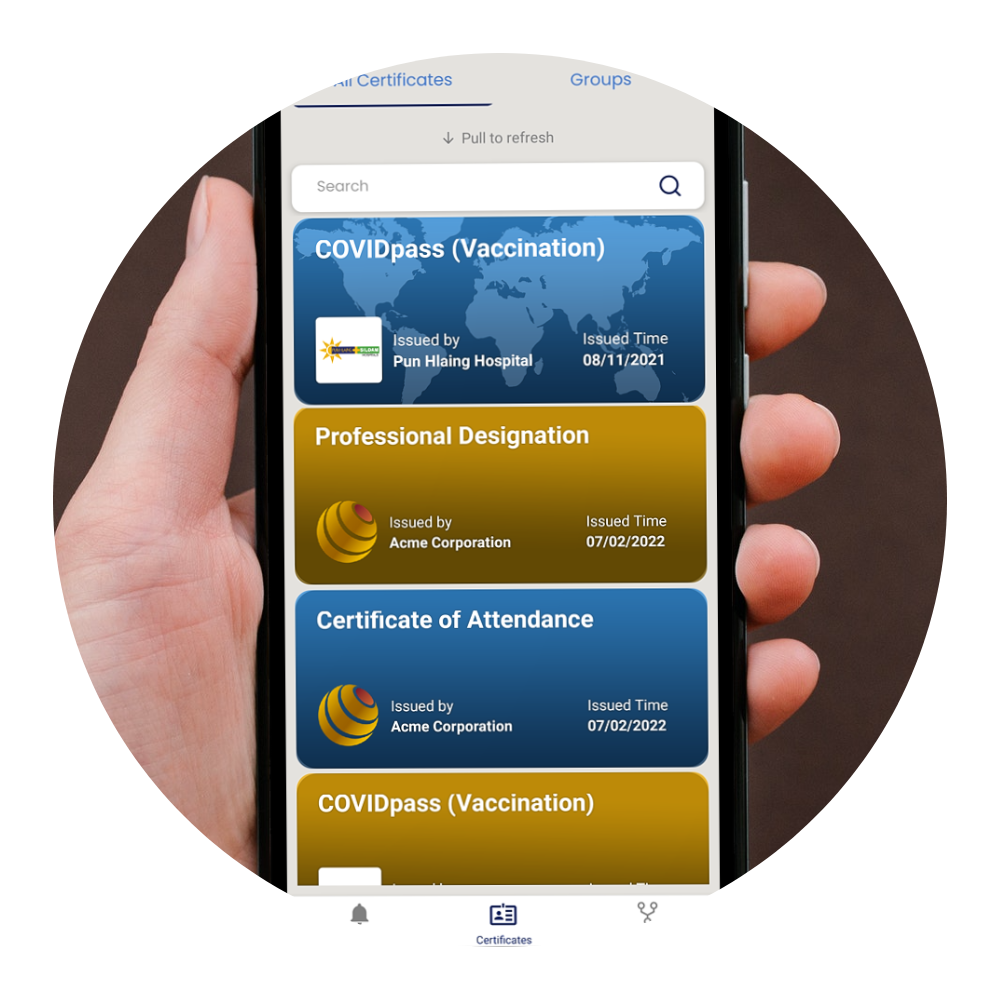 All Certificates
Groups
Pull to refresh
Search
COVIDpass (Vaccination)
Issued by
Pun Hlaing Hospital
Issued Time
08/11/2021
Professional Designation
Issued by
Acme Corporation
Issued Time
07/02/2022
Certificate of Attendance
Issued by
Acme Corporation
Issued Time
07/02/2022
COVIDpass (Vaccination)
Certificates